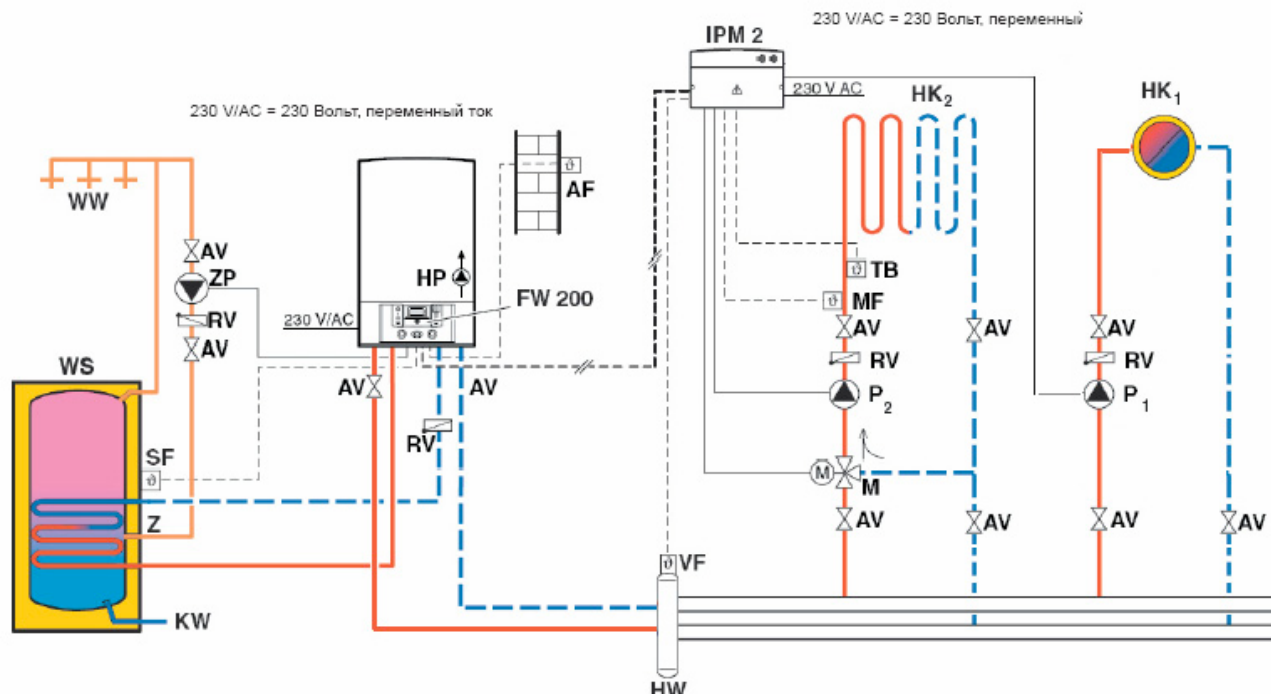 230 V/AC = 230 Вольт, переменный
IPM 2
230 V AC
HK2
HK1
230 V/AC = 230 Вольт, переменный ток
WW
AF
AV
ZP
HP
FW 200
TB
MF
230 V/AC
RV
AV
AV
AV
AV
RV
RV
WS
AV
AV
P2
P1
RV
SF
M
M
Z
AV
AV
AV
AV
VF
KW
HW